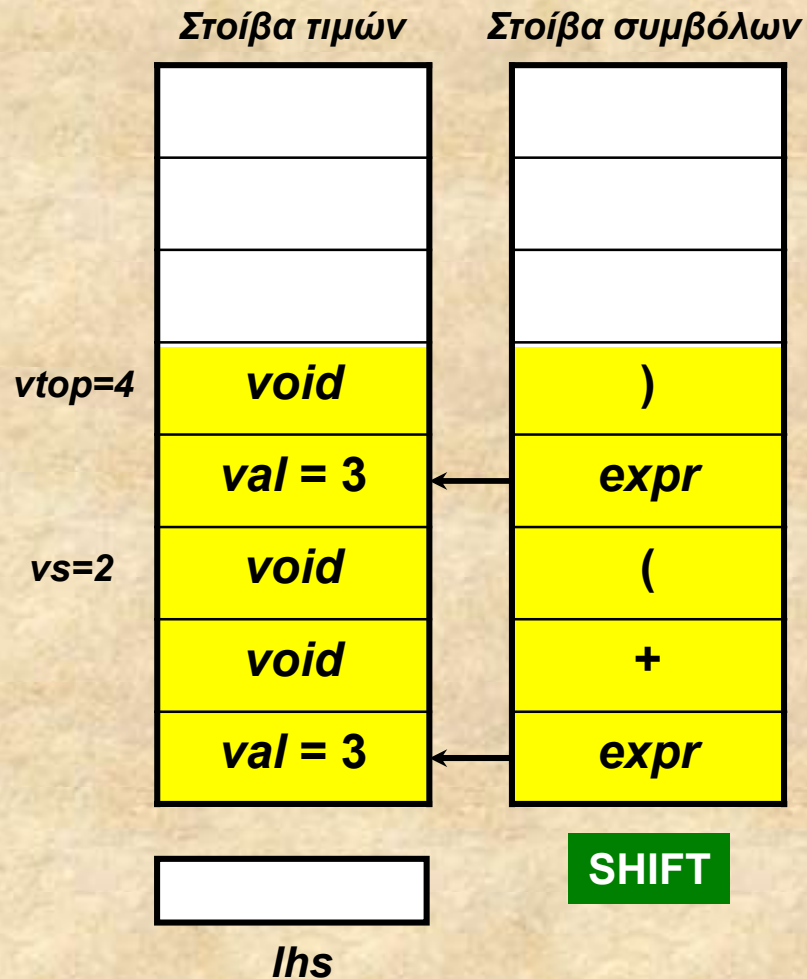 Στοίβα τιμών Στοίβα συμβόλων
vtop=4 void )
val = 3 expr
vs=2 void (
void +
val = 3 expr
SHIFT
lhs